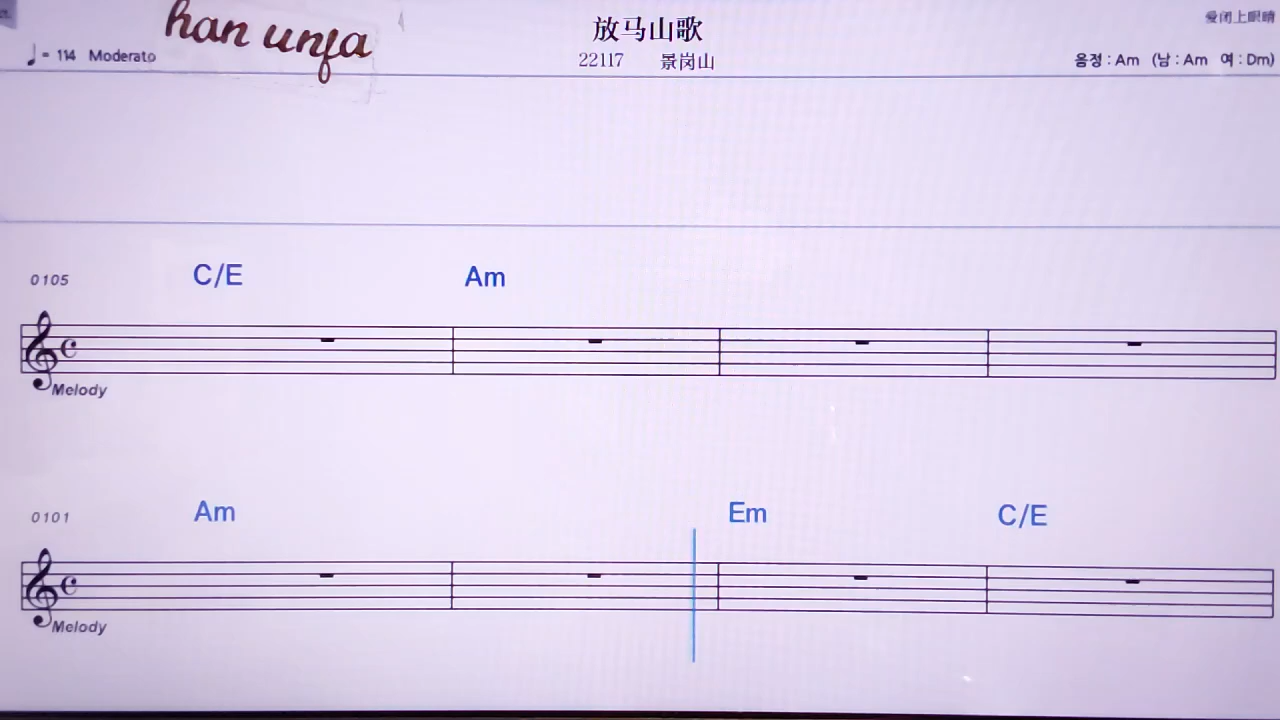 han unfa
放马山歌
爱闭上眼睛
♩= 114 Moderato
22117 景岗山
음정 : Am (남 : Am 여 : Dm)
0105 C/E Am
Melody
0101 Am Em C/E
Melody